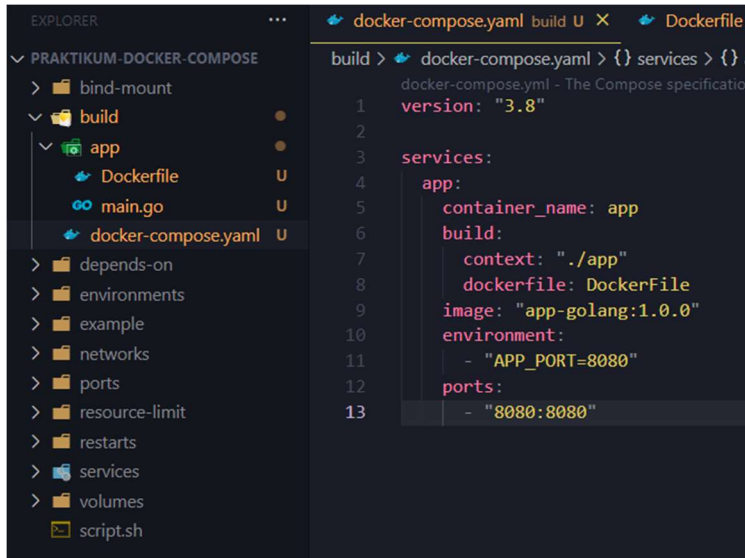 EXPLORER
...
PRAKTIKUM-DOCKER-COMPOSE
bind-mount
build
app
Dockerfile U
GO main.go U
docker-compose.yaml U
depends-on
environments
example
networks
ports
resource-limit
restarts
services
volumes
script.sh
docker-compose.yaml build U X Dockerfile
build > docker-compose.yaml > {} services > {}
docker-compose.yml - The Compose specificatio
1 version: "3.8"
2
3 services:
4 app:
5 container_name: app
6 build:
7 context: "./app"
8 dockerfile: DockerFile
9 image: "app-golang:1.0.0"
10 environment:
11 - "APP_PORT=8080"
12 ports:
13 - "8080:8080"